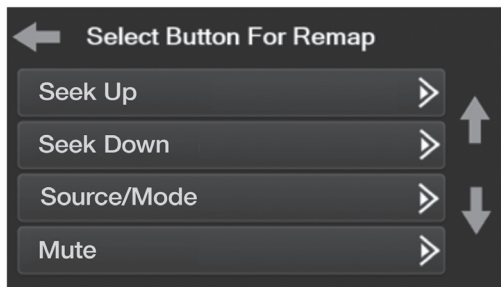 Select Button For Remap
Seek Up
Seek Down
Source/Mode
Mute